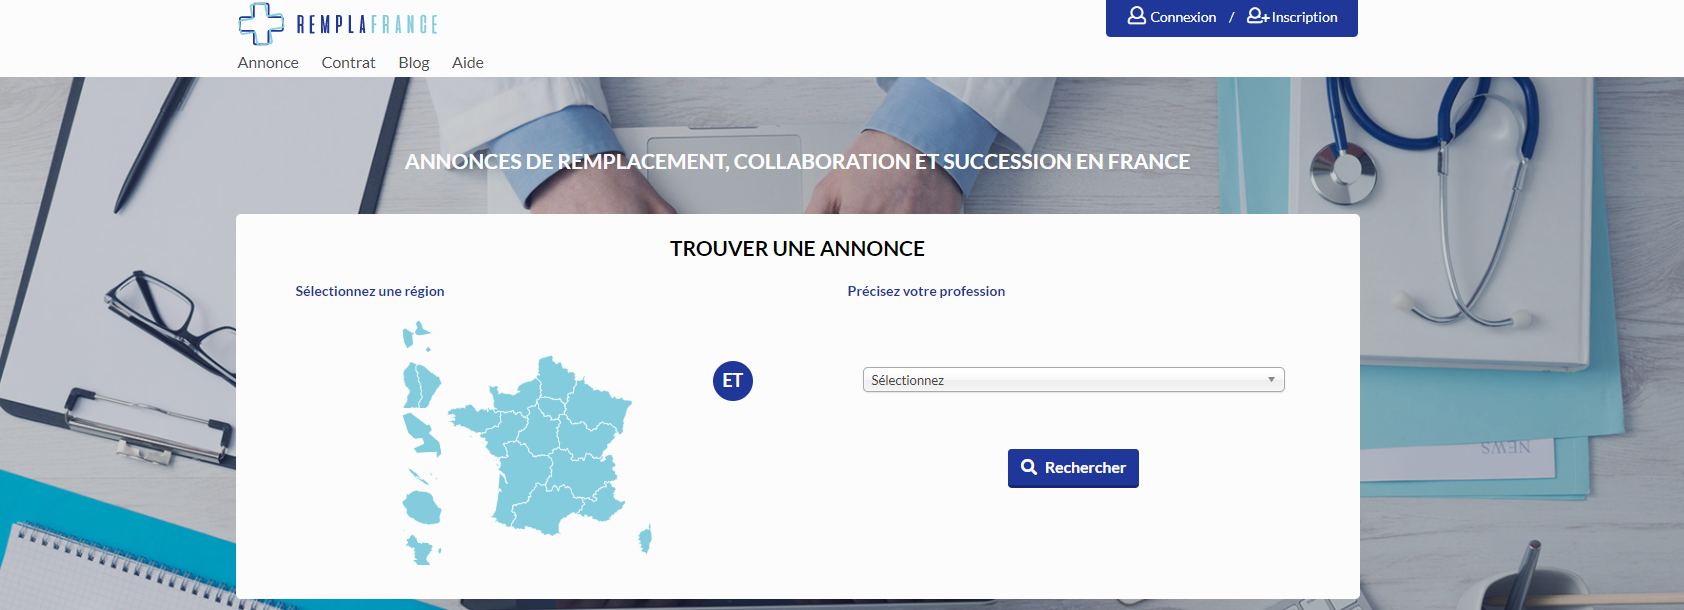 REMPLAFRANCE
Connexion / Inscription
Annonce Contrat Blog Aide
ANNONCES DE REMPLACEMENT, COLLABORATION ET SUCCESSION EN FRANCE
TROUVER UNE ANNONCE
Sélectionnez une région
Précisez votre profession
ET
Sélectionnez
Rechercher
NEWS